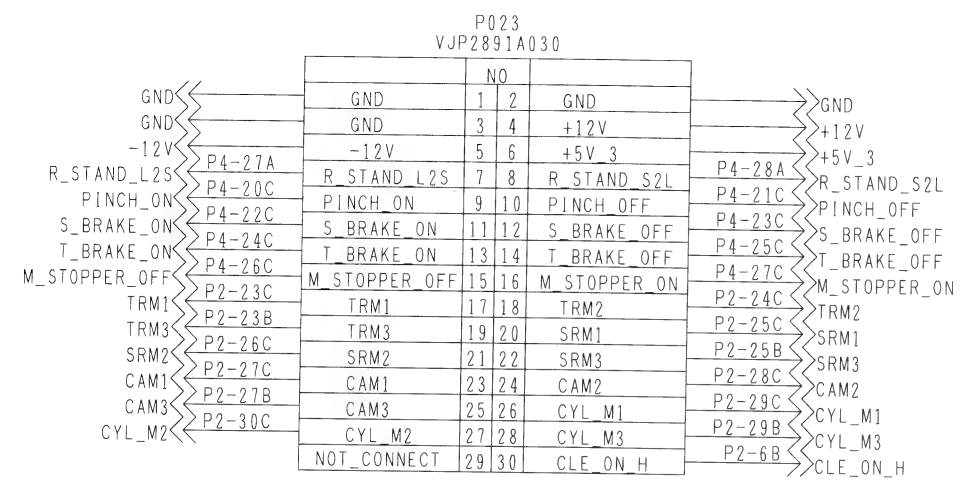 P023
VJP2891A030
NO
GND GND 1 2 GND GND
GND GND 3 4 +12V +12V
-12V -12V 5 6 +5V_3 +5V_3
R_STAND_L2S P4-27A R_STAND_L2S 7 8 R_STAND_S2L P4-28A R_STAND_S2L
PINCH_ON P4-20C PINCH_ON 9 10 PINCH_OFF P4-21C PINCH_OFF
S_BRAKE_ON P4-22C S_BRAKE_ON 11 12 S_BRAKE_OFF P4-23C S_BRAKE_OFF
T_BRAKE_ON P4-24C T_BRAKE_ON 13 14 T_BRAKE_OFF P4-25C T_BRAKE_OFF
M_STOPPER_OFF P4-26C M_STOPPER_OFF 15 16 M_STOPPER_ON P4-27C M_STOPPER_ON
TRM1 P2-23C TRM1 17 18 TRM2 P2-24C TRM2
TRM3 P2-23B TRM3 19 20 SRM1 P2-25C SRM1
SRM2 P2-26C SRM2 21 22 SRM3 P2-25B SRM3
CAM1 P2-27C CAM1 23 24 CAM2 P2-28C CAM2
CAM3 P2-27B CAM3 25 26 CYL_M1 P2-29C CYL_M1
CYL_M2 P2-30C CYL_M2 27 28 CYL_M3 P2-29B CYL_M3
NOT_CONNECT 29 30 CLE_ON_H P2-6B CLE_ON_H